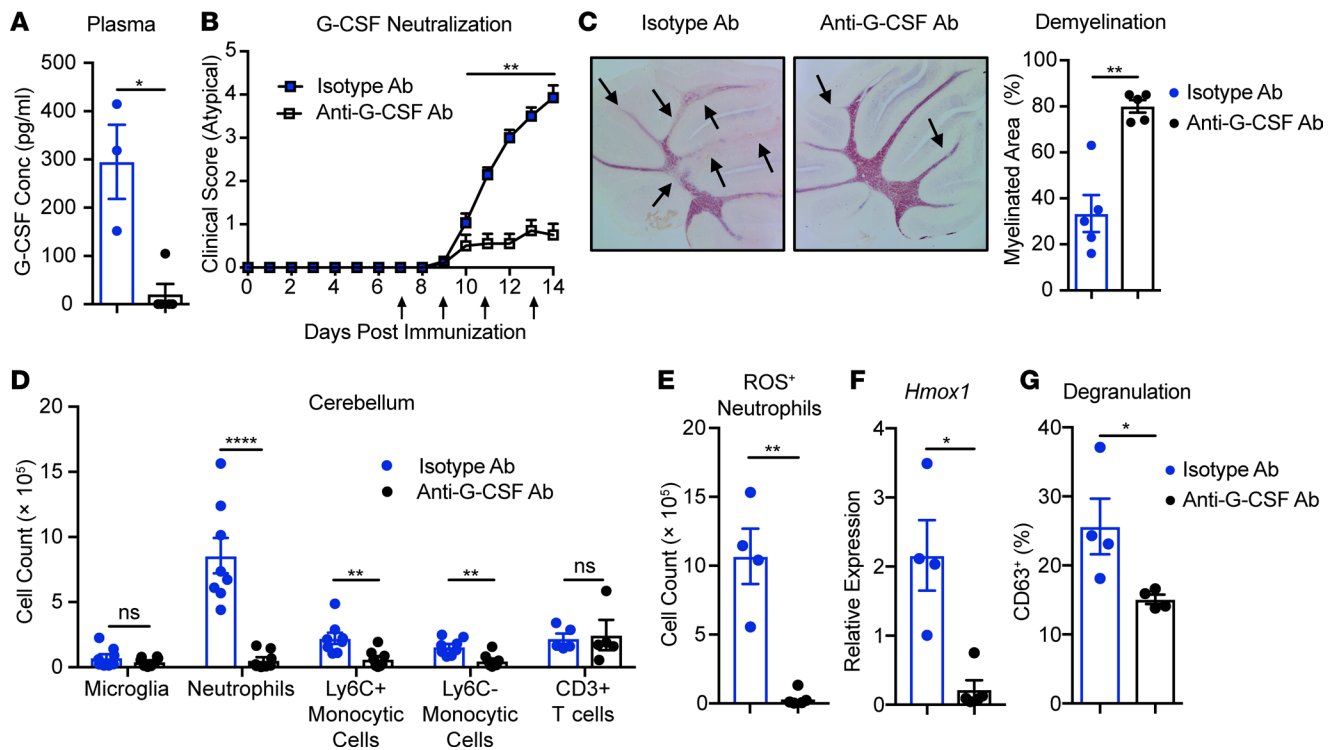 A Plasma
G-CSF Conc (pg/ml)
500
400
300
200
100
0
*
B G-CSF Neutralization
Clinical Score (Atypical)
5
4
3
2
1
0
Isotype Ab
Anti-G-CSF Ab
**
0 2 4 6 8 10 12 14
Days Post Immunization
C Isotype Ab Anti-G-CSF Ab Demyelination
Myelinated Area (%)
100
80
60
40
20
0
**
Isotype Ab
Anti-G-CSF Ab
D Cerebellum
Cell Count (× 10⁵)
20
15
10
5
0
Isotype Ab
Anti-G-CSF Ab
ns
****
**
**
ns
Microglia
Neutrophils
Ly6C+
Monocytic
Cells
Ly6C-
Monocytic
Cells
CD3+
T cells
E ROS⁺
Neutrophils
Cell Count (× 10⁵)
20
15
10
5
0
**
F Hmox1
Relative Expression
4
3
2
1
0
*
G Degranulation
CD63⁺ (%)
40
30
20
10
0
*
Isotype Ab
Anti-G-CSF Ab